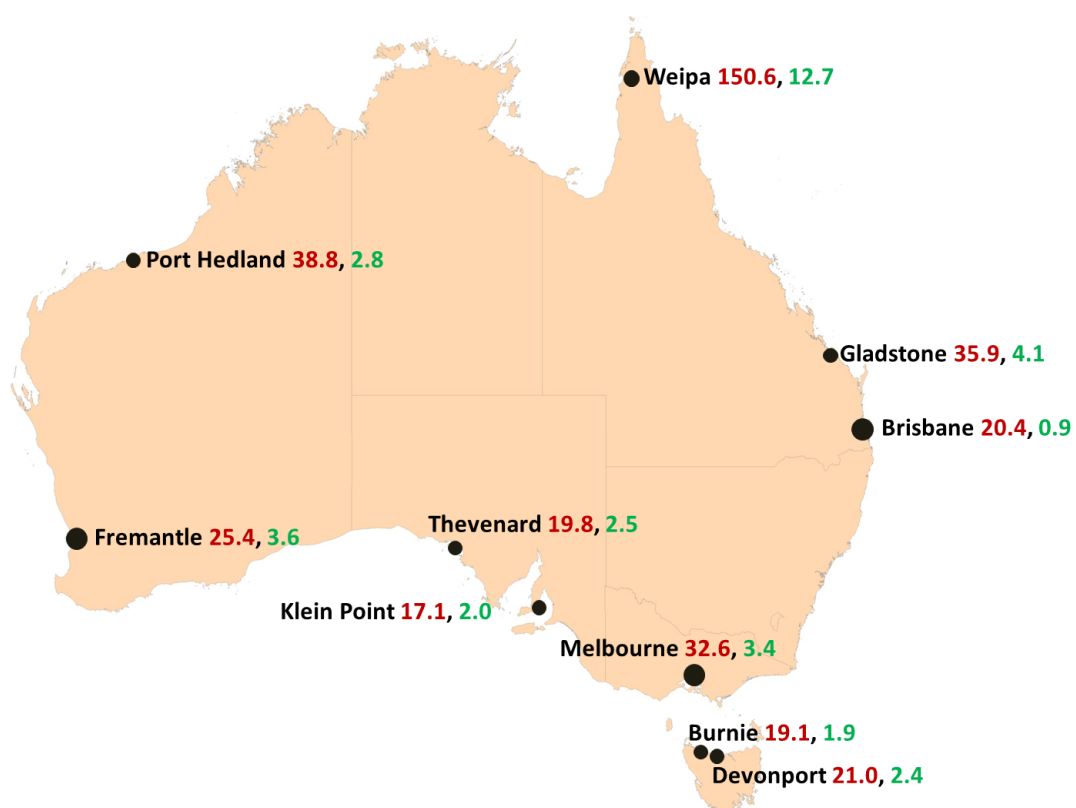 Weipa 150.6, 12.7
Port Hedland 38.8, 2.8
Gladstone 35.9, 4.1
Brisbane 20.4, 0.9
Thevenard 19.8, 2.5
Fremantle 25.4, 3.6
Klein Point 17.1, 2.0
Melbourne 32.6, 3.4
Burnie 19.1, 1.9
Devonport 21.0, 2.4